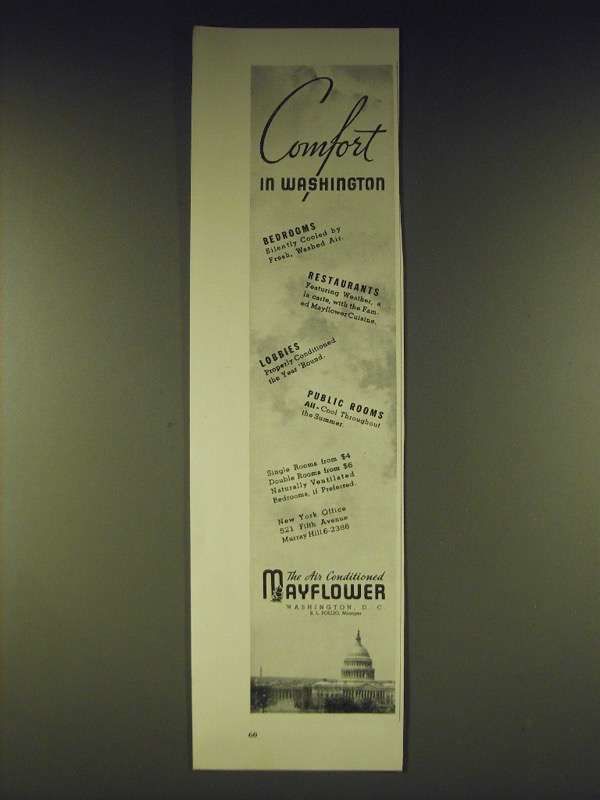 Comfort
IN WASHINGTON
BEDROOMS
Silently Cooled by
Fresh, Washed Air.
RESTAURANTS
Featuring Weather, a
la carte, with the Fam-
ed Mayflower Cuisine.
LOBBIES
Properly Conditioned
the Year 'Round.
PUBLIC ROOMS
All-Cool Throughout
the Summer.
Single Rooms from $4
Double Rooms from $6
Naturally Ventilated
Bedrooms, if Preferred.
New York Office
521 Fifth Avenue
Murray Hill 6-2386
The Air Conditioned
MAYFLOWER
WASHINGTON, D. C.
R. L. POLLIO, Manager
60